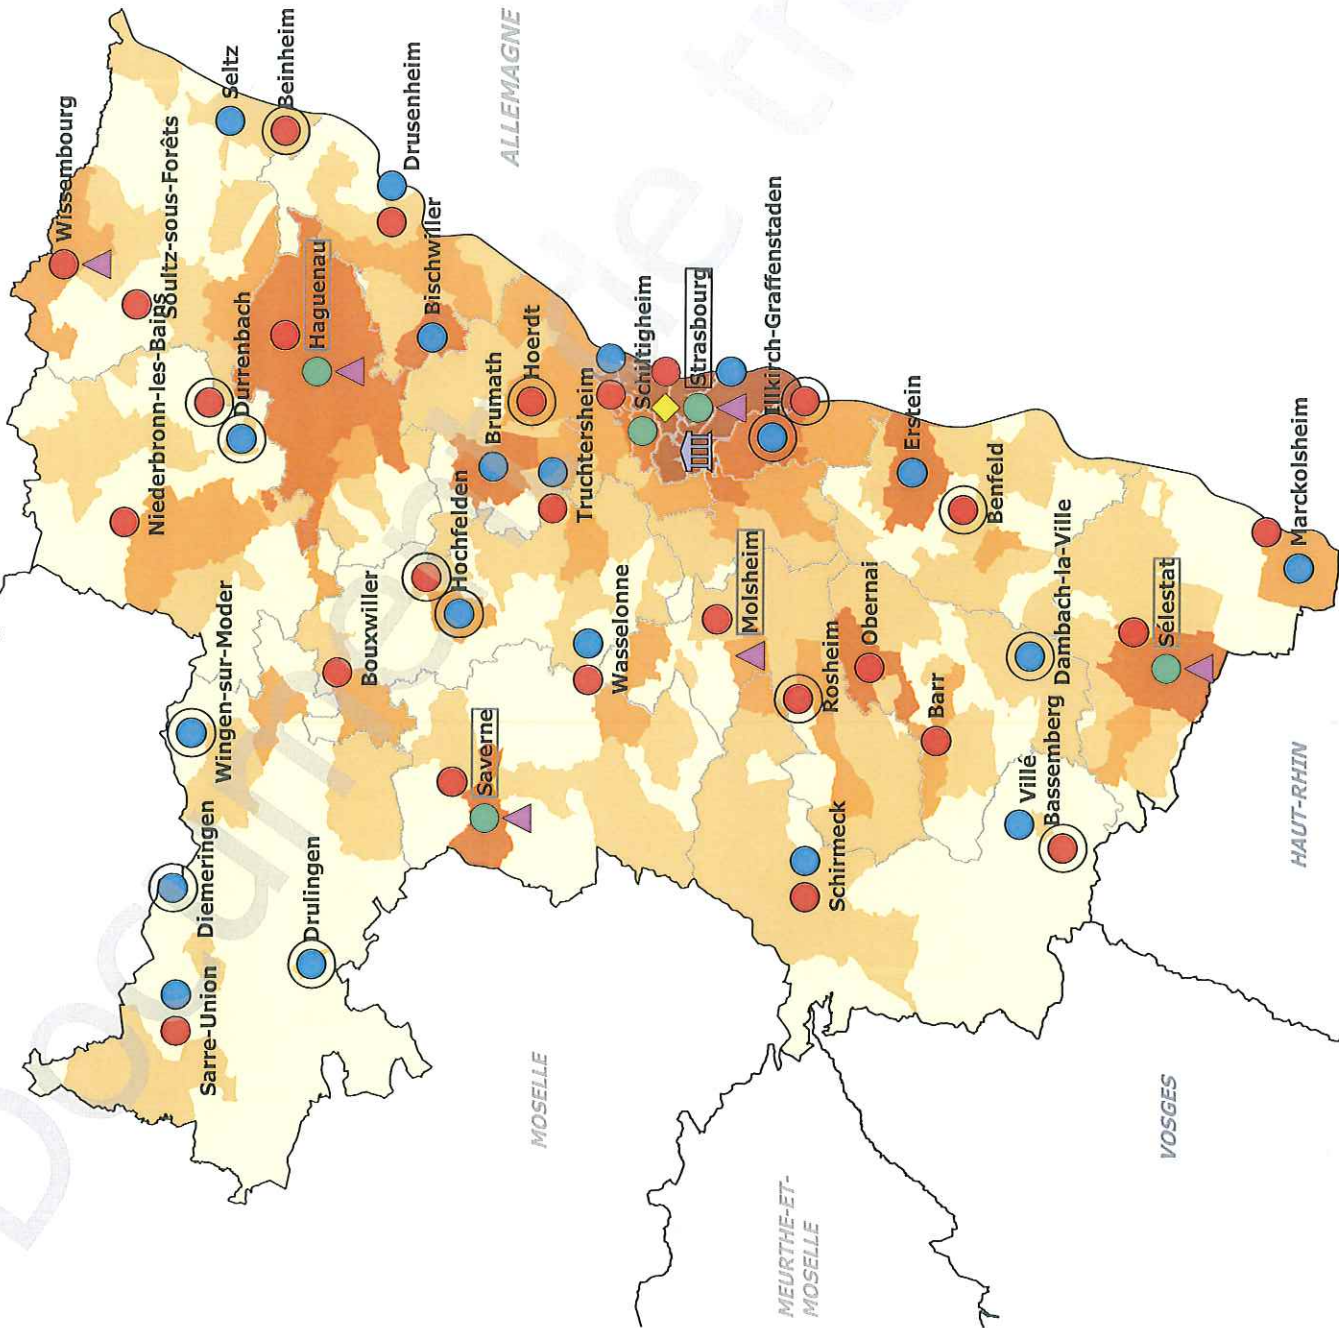 Wissembourg
Soultz-sous-Forêts
Niederbronn-les-Bains
Seltz
Beinheim
Durrenbach
Haguenau
Drusenheim
ALLEMAGNE
Bischwiller
Hoerdt
Brumath
Truchtersheim
Schiltigheim
Strasbourg
Illkirch-Graffenstaden
Wingen-sur-Moder
Bouxwiller
Hochfelden
Wasselonne
Saverne
Diemeringen
Drulingen
Sarre-Union
Molsheim
Rosheim
Obernai
Barr
Erstein
Benfeld
Dambach-la-Ville
Schirmeck
Villé
Bassemberg
Sélestat
Marckolsheim
HAUT-RHIN
MOSELLE
MEURTHE-ET-
MOSELLE
VOSGES